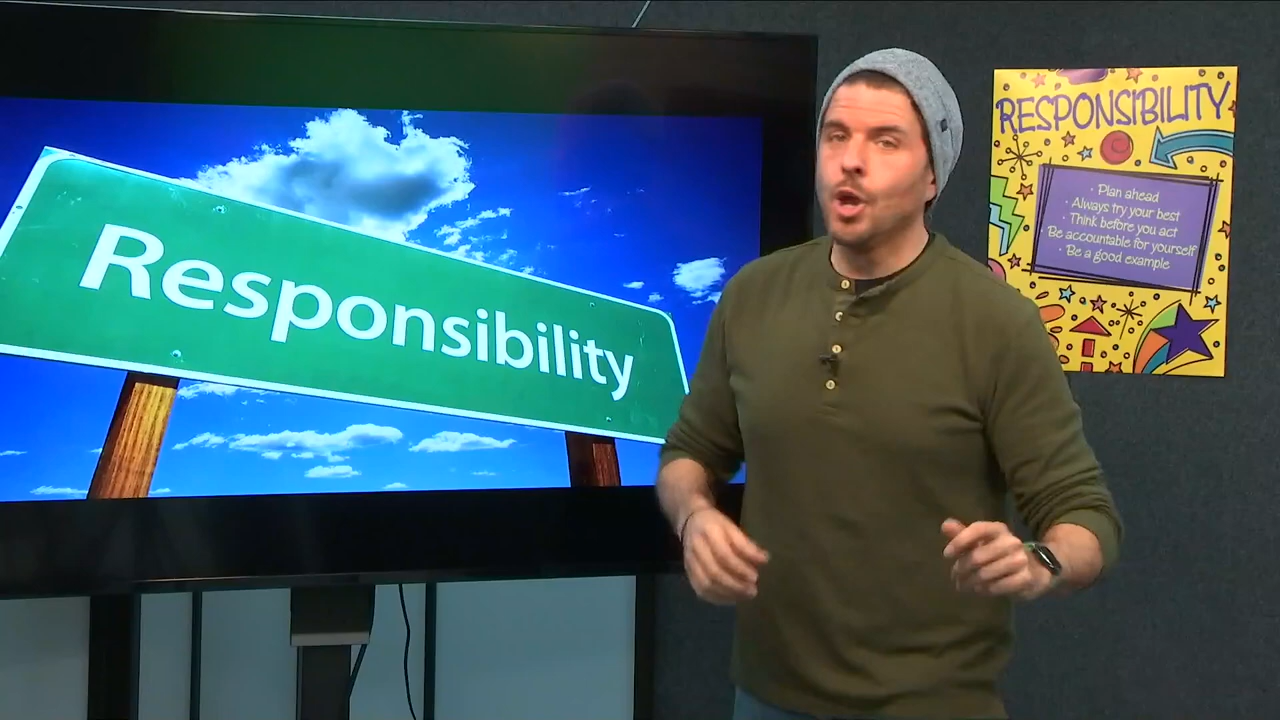 Responsibility
RESPONSIBILITY
· Plan ahead
· Always try your best
· Think before you act
· Be accountable for yourself
· Be a good example